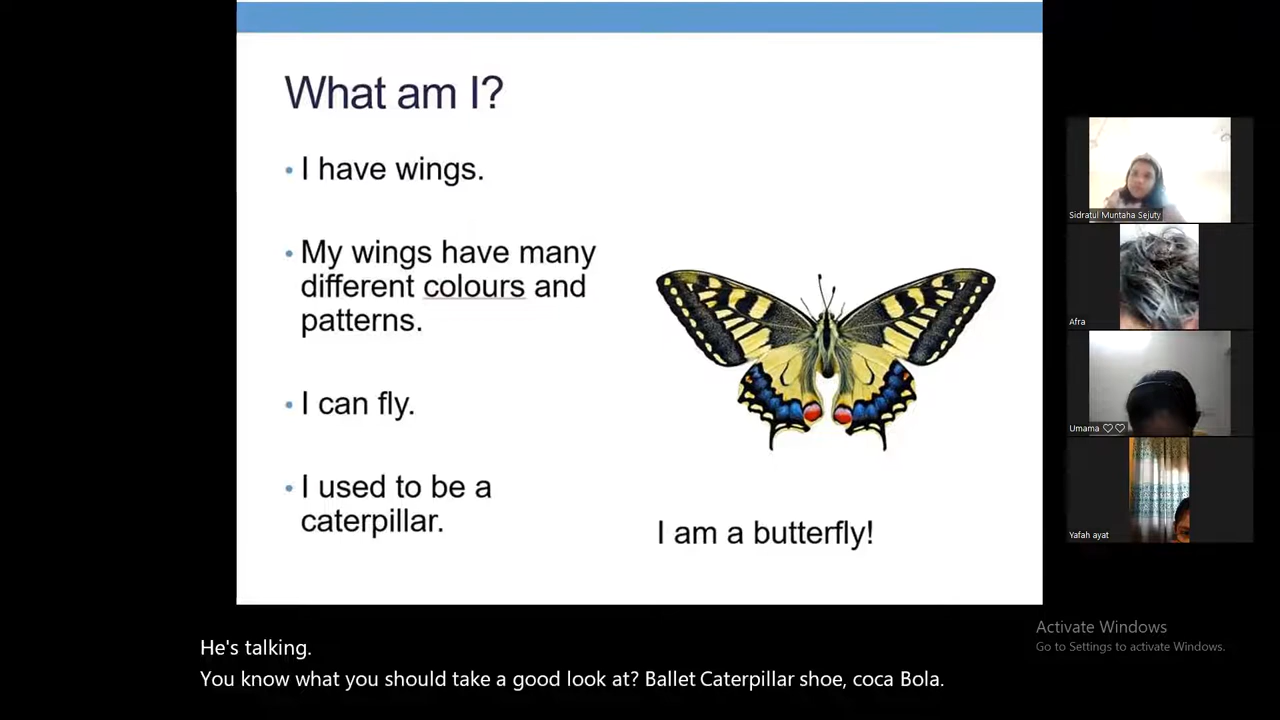 What am I?
• I have wings.
• My wings have many
different colours and
patterns.
• I can fly.
• I used to be a
caterpillar.
I am a butterfly!
Sidratul Muntaha Sejuty
Afra
Umama ♡♡
Yafah ayat
Activate Windows
Go to Settings to activate Windows.
He's talking.
You know what you should take a good look at? Ballet Caterpillar shoe, coca Bola.